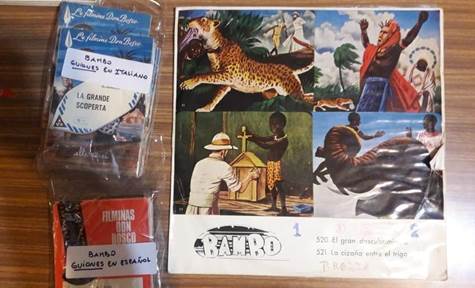 Le filmine Don Bosco
Le filmine Don Bosco
BAMBO
GUIONES EN ITALIANO
LA GRANDE
SCOPERTA
FILMINAS
DON
BOSCO
BAMBO
GUIONES EN ESPAÑOL
BAMBO
1
2
520. El gran descubrim
521. La cizaña entre el trigo